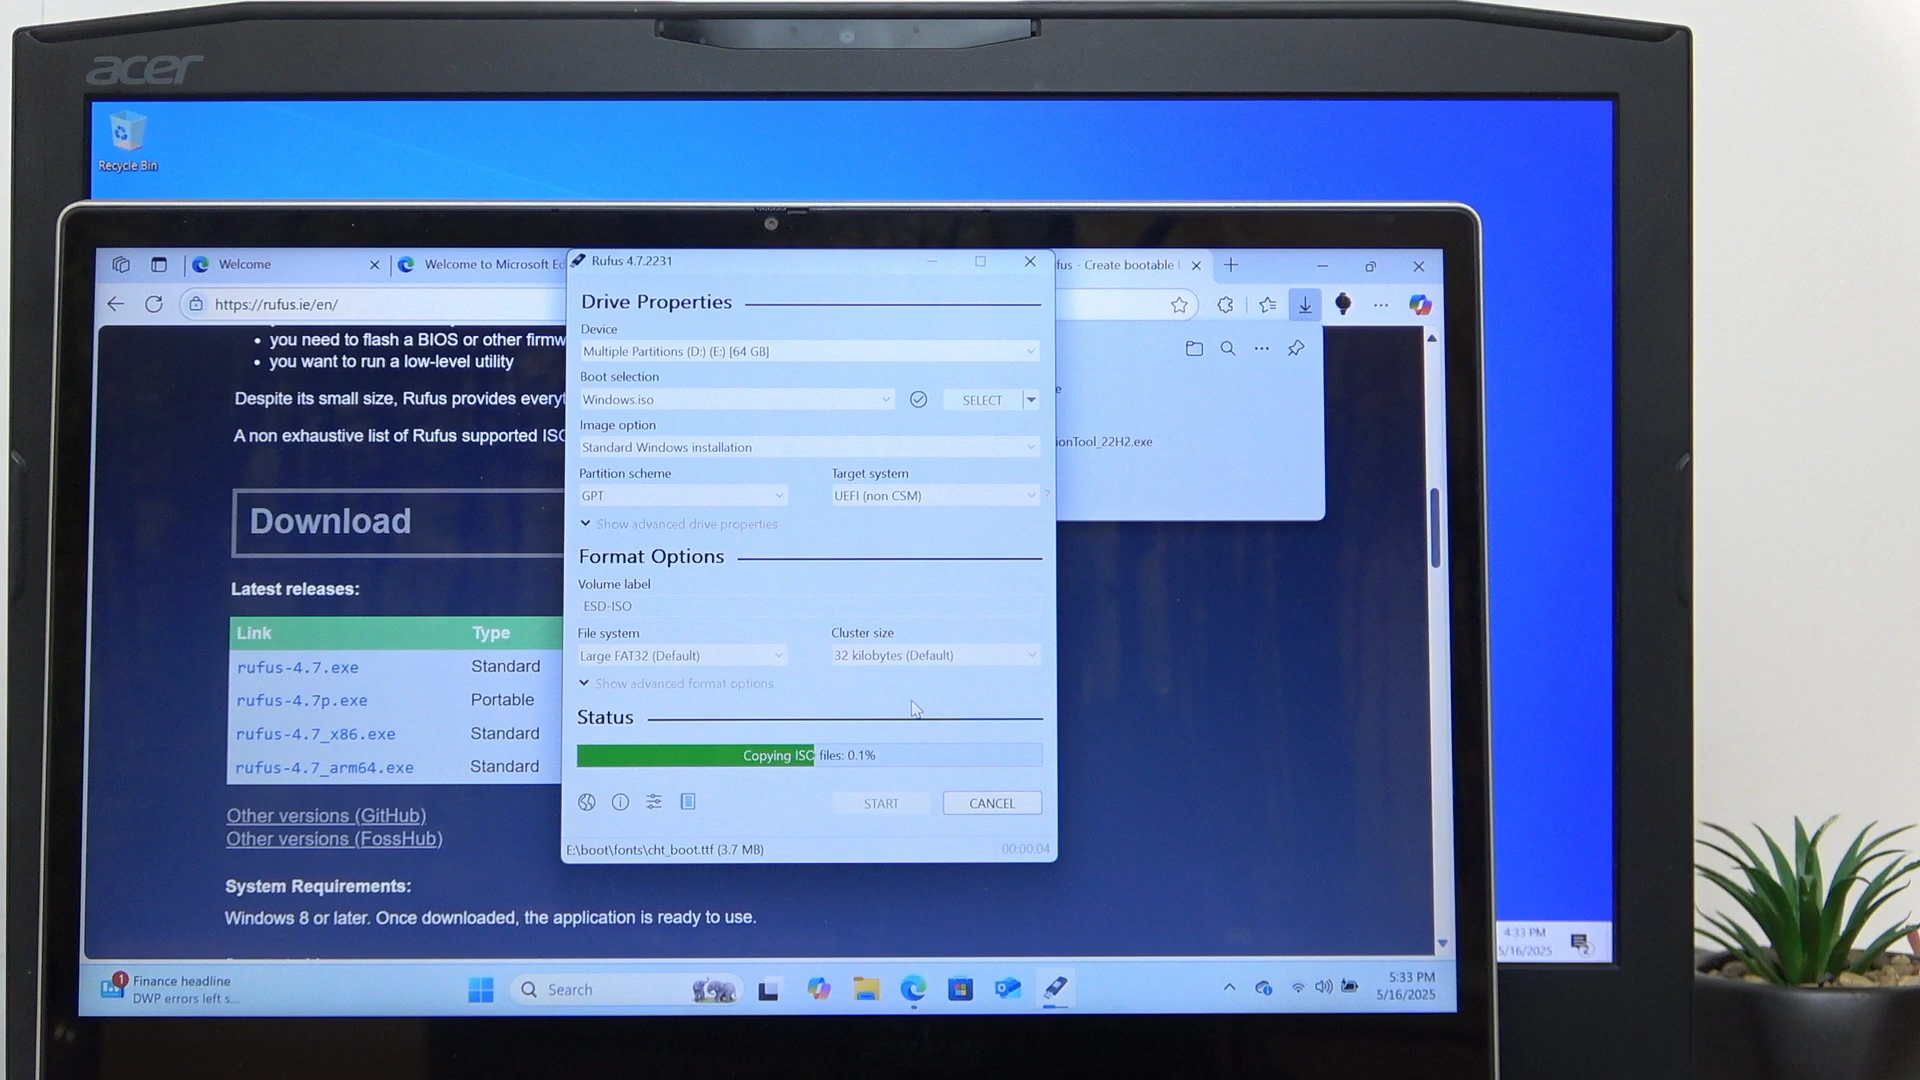 acer
Recycle Bin
Welcome
Welcome to Microsoft Ed
Rufus 4.7.2231
fus - Create bootable
https://rufus.ie/en/
you need to flash a BIOS or other firmw
you want to run a low-level utility
Despite its small size, Rufus provides everyt
A non exhaustive list of Rufus supported ISO
Download
Latest releases:
Link Type
rufus-4.7.exe Standard
rufus-4.7p.exe Portable
rufus-4.7_x86.exe Standard
rufus-4.7_arm64.exe Standard
Other versions (GitHub)
Other versions (FossHub)
System Requirements:
Windows 8 or later. Once downloaded, the application is ready to use.
Drive Properties
Device
Multiple Partitions (D:) (E:) [64 GB]
Boot selection
Windows.iso SELECT
Image option
Standard Windows installation
Partition scheme Target system
GPT UEFI (non CSM) ?
Show advanced drive properties
Format Options
Volume label
ESD-ISO
File system Cluster size
Large FAT32 (Default) 32 kilobytes (Default)
Show advanced format options
Status
Copying ISO files: 0.1%
START CANCEL
E:\boot\fonts\cht_boot.ttf (3.7 MB) 00:00:04
e
ionTool_22H2.exe
4:33 PM
5/16/2025
1
Finance headline
DWP errors left s...
Search
5:33 PM
5/16/2025